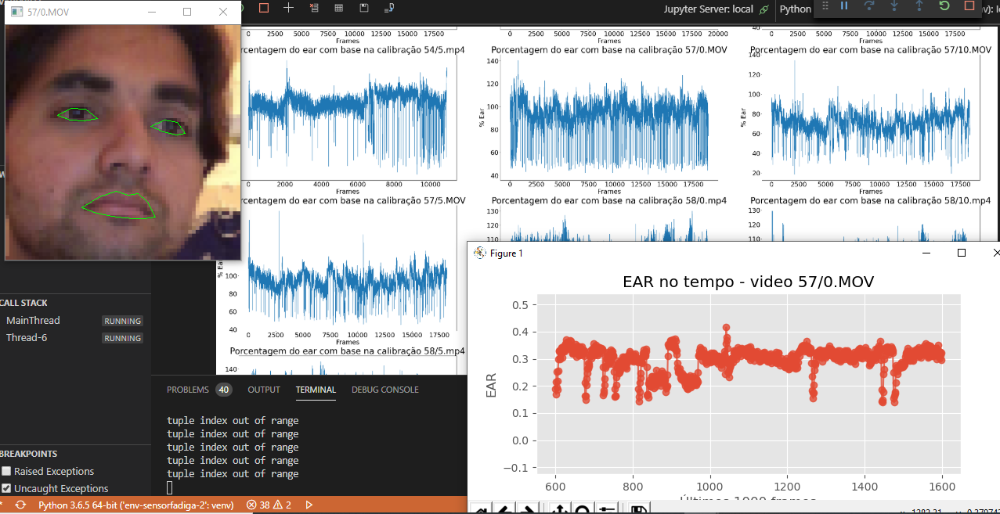 57/0.MOV
Jupyter Server: local
Python
0 2500 5000 7500 10000 12500 15000 17500
Frames
0 2500 5000 7500 10000 12500 15000 17500 20000
Frames
40
0 2500 5000 7500 10000 12500 15000 17500
Frames
orcentagem do ear com base na calibração 54/5.mp4
Porcentagem do ear com base na calibração 57/0.MOV
Porcentagem do ear com base na calibração 57/10.MOV
140
120
100
80
60
40
% Ear
140
120
100
80
60
40
20
% Ear
0 2000 4000 6000 8000 10000
Frames
0 2500 5000 7500 10000 12500 15000 17500
Frames
0 2500 5000 7500 10000 12500 15000 17500
Frames
orcentagem do ear com base na calibração 57/5.MOV
Porcentagem do ear com base na calibração 58/0.mp4
Porcentagem do ear com base na calibração 58/10.mp4
130
120
110
130
120
110
% Ear
100
80
60
40
0 2500 5000 7500 10000 12500 15000 17500
Frames
Porcentagem do ear com base na calibração 58/5.mp4
140
Figure 1
EAR no tempo - video 57/0.MOV
EAR
0.5
0.4
0.3
0.2
0.1
0.0
−0.1
600 800 1000 1200 1400 1600
Últimos 1000 frames
CALL STACK
MainThread RUNNING
Thread-6 RUNNING
PROBLEMS 40 OUTPUT TERMINAL DEBUG CONSOLE
tuple index out of range
tuple index out of range
tuple index out of range
tuple index out of range
tuple index out of range
BREAKPOINTS
Raised Exceptions
Uncaught Exceptions
Python 3.6.5 64-bit ('env-sensorfadiga-2': venv) 38 2